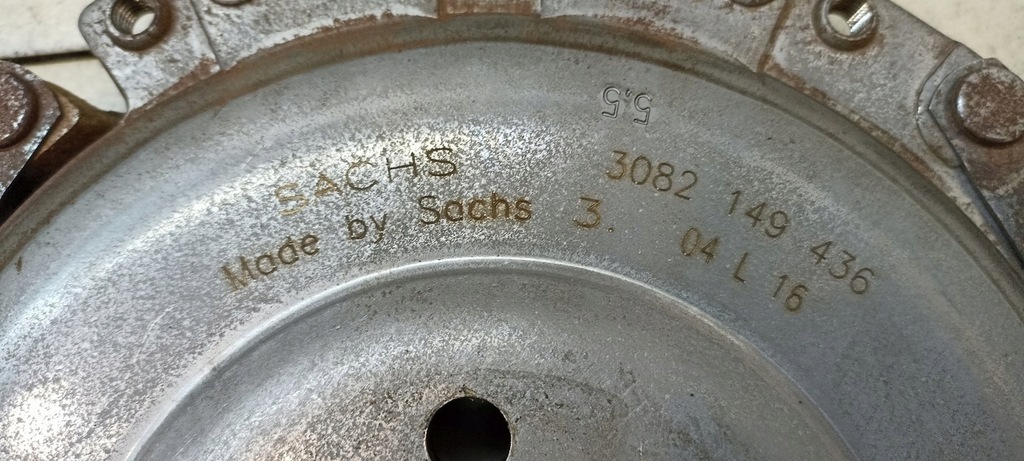 5,5
SACHS
3082 149 436
Made by Sachs 3.
04 L 16